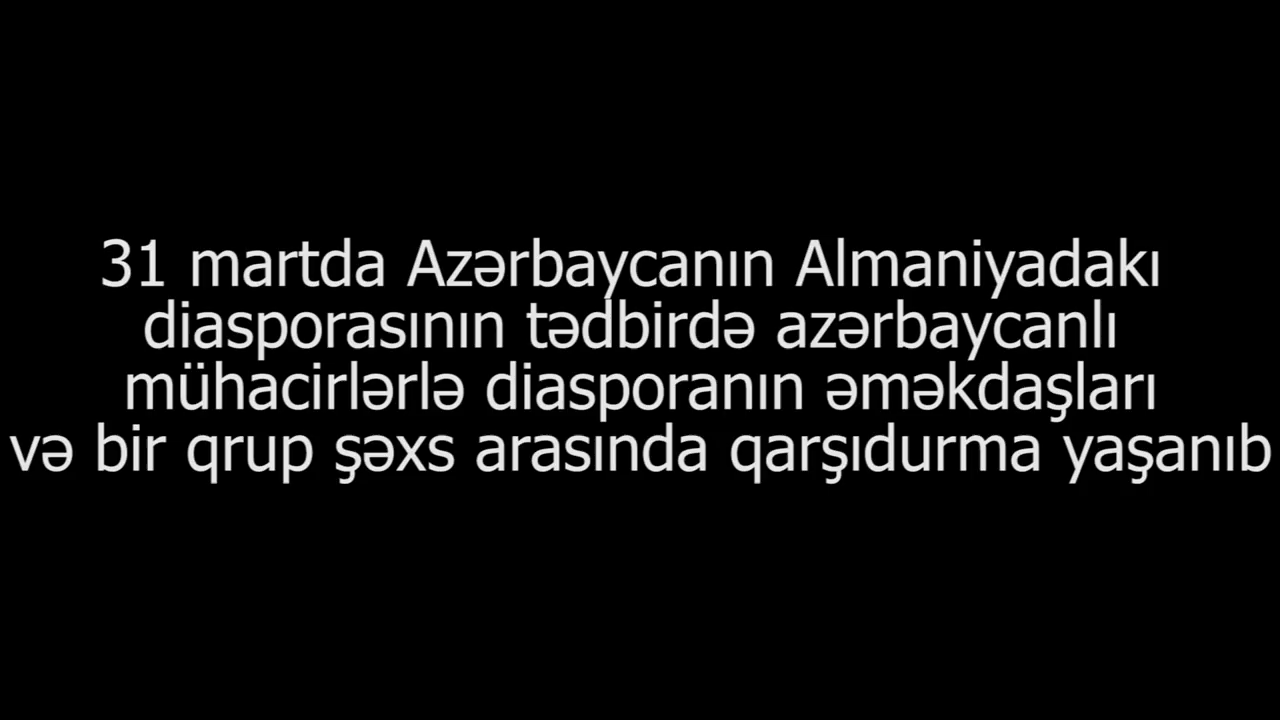 31 martda Azərbaycanın Almaniyadakı
diasporasının tədbirdə azərbaycanlı
mühacirlərlə diasporanın əməkdaşları
və bir qrup şəxs arasında qarşıdurma yaşanıb